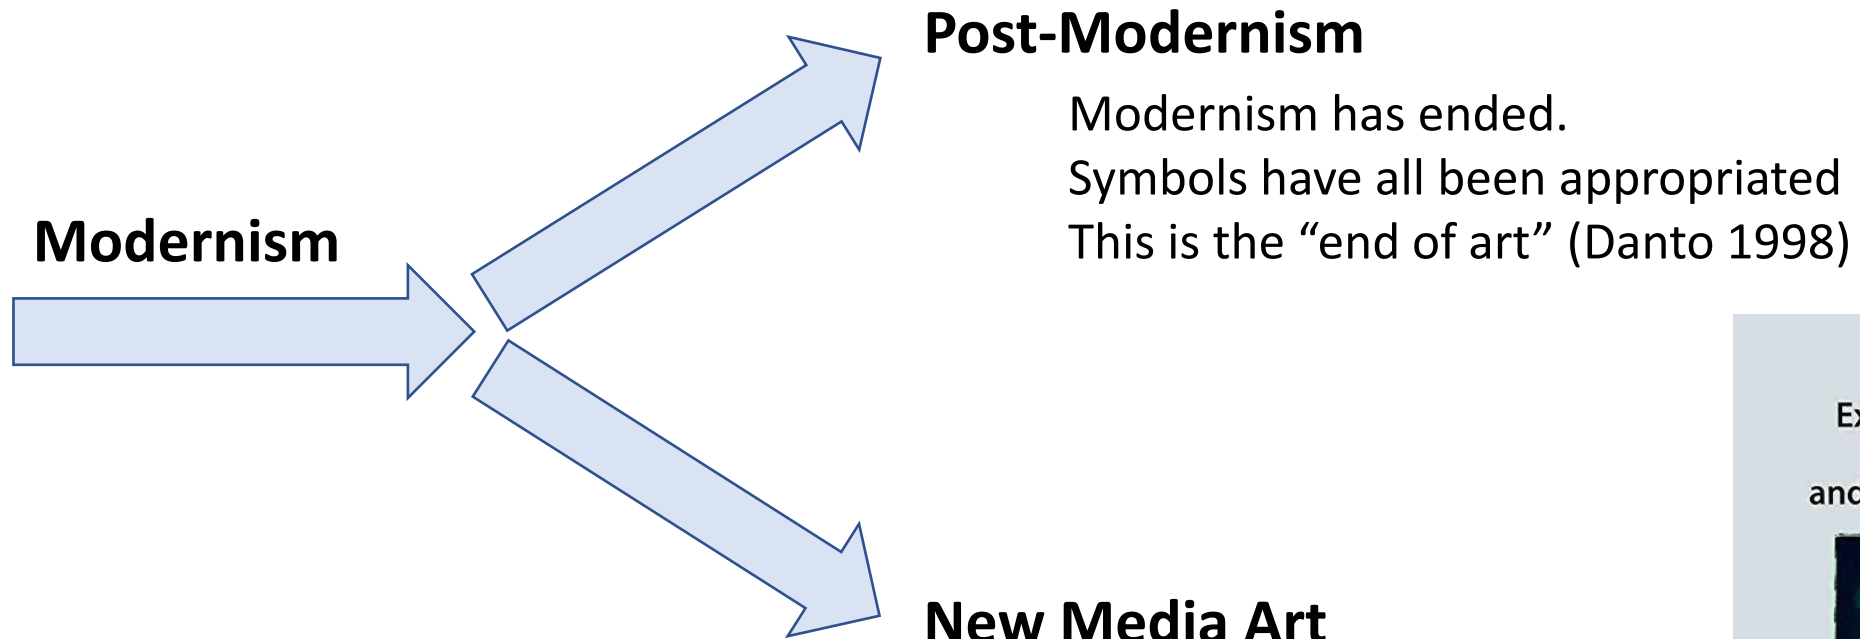 Post-Modernism
Modernism has ended.
Symbols have all been appropriated
This is the “end of art” (Danto 1998)
Modernism
and
New Media Art